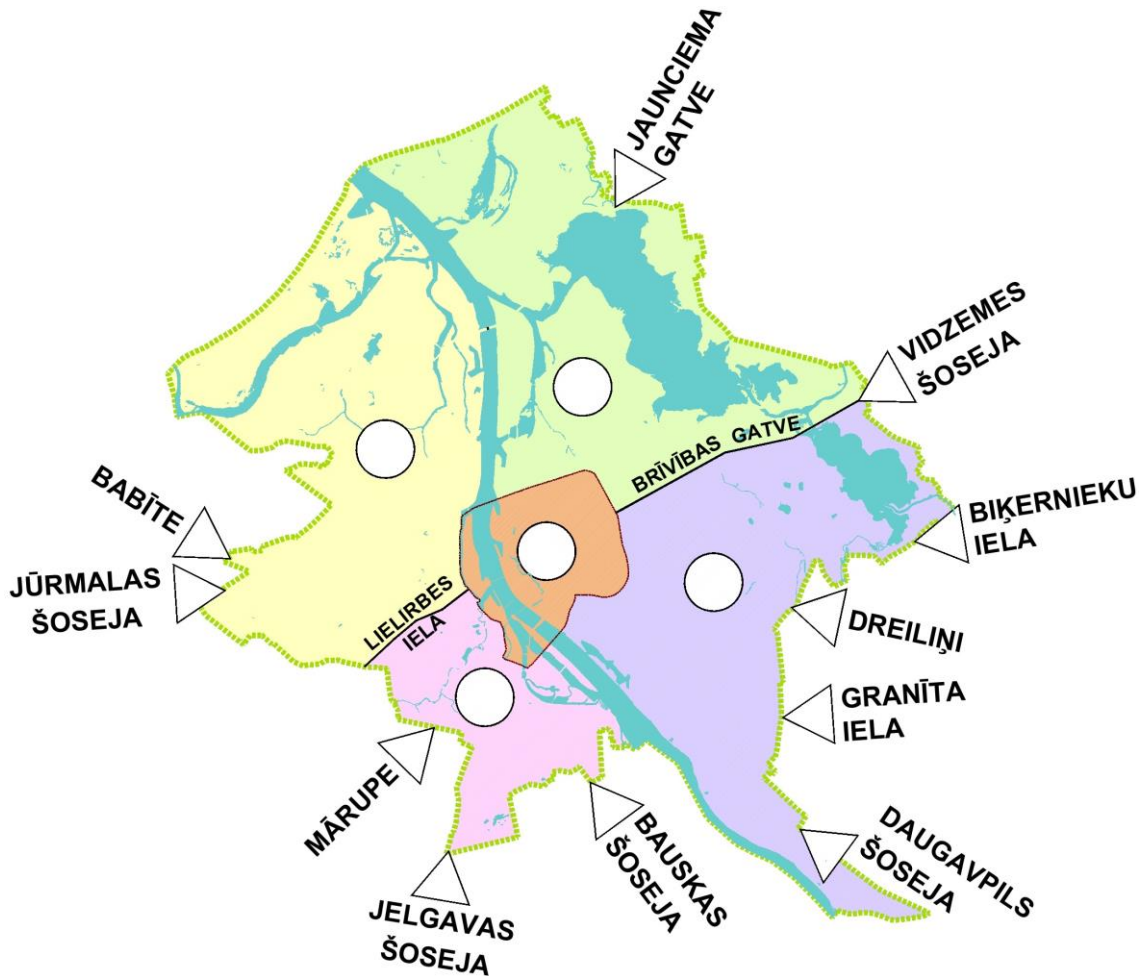 JAUNCIEMA
GATVE
VIDZEMES
ŠOSEJA
BRĪVĪBAS GATVE
BIĶERNIEKU
IELA
BABĪTE
JŪRMALAS
ŠOSEJA
LIELIRBES
IELA
DREILIŅI
GRANĪTA
IELA
MĀRUPE
BAUSKAS
ŠOSEJA
DAUGAVPILS
ŠOSEJA
JELGAVAS
ŠOSEJA